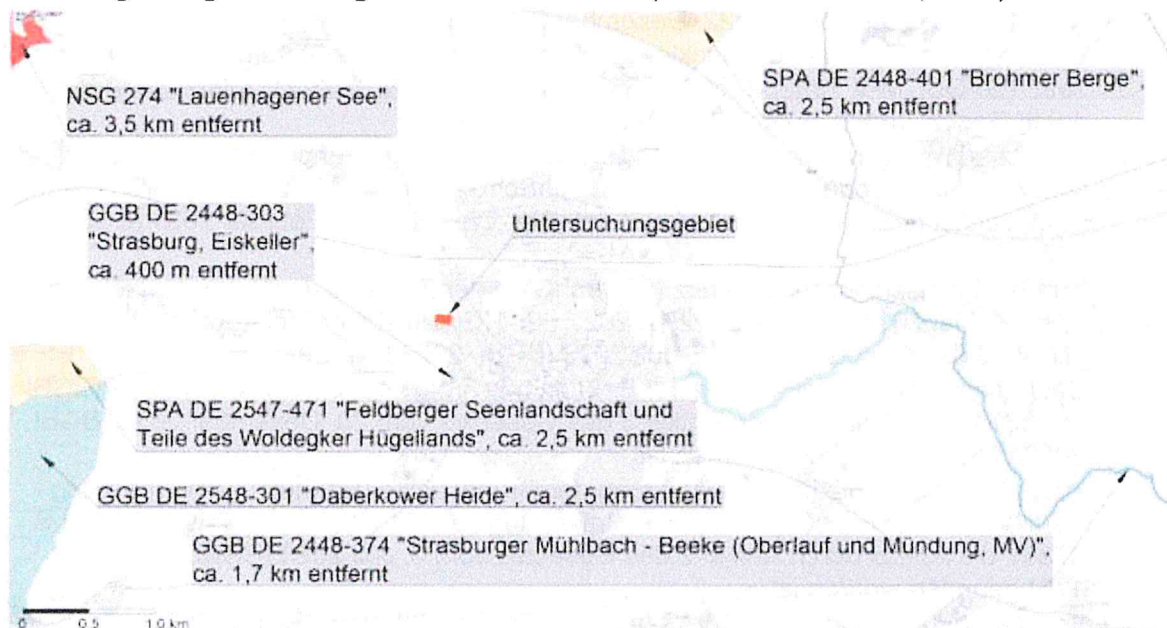 NSG 274 "Lauenhagener See",
ca. 3,5 km entfernt
SPA DE 2448-401 "Brohmer Berge",
ca. 2,5 km entfernt
GGB DE 2448-303
"Strasburg, Eiskeller",
ca. 400 m entfernt
Untersuchungsgebiet
SPA DE 2547-471 "Feldberger Seenlandschaft und
Teile des Woldegker Hügellands", ca. 2,5 km entfernt
GGB DE 2548-301 "Daberkower Heide", ca. 2,5 km entfernt
GGB DE 2448-374 "Strasburger Mühlbach - Beeke (Oberlauf und Mündung, MV)",
ca. 1,7 km entfernt
0 0.5 1.0 km